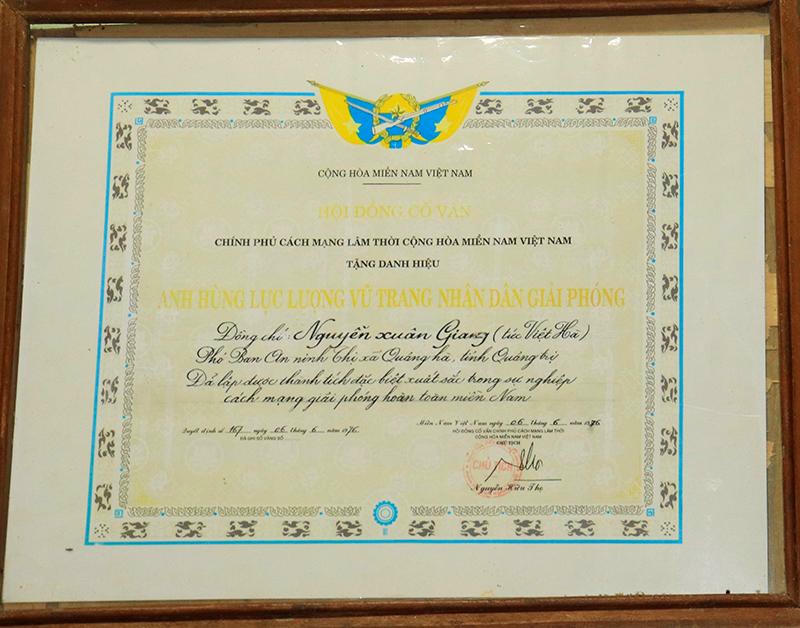 CỘNG HÒA MIỀN NAM VIỆT NAM
HỘI ĐỒNG CỐ VẤN
CHÍNH PHỦ CÁCH MẠNG LÂM THỜI CỘNG HÒA MIỀN NAM VIỆT NAM
TẶNG DANH HIỆU
ANH HÙNG LỰC LƯỢNG VŨ TRANG NHÂN DÂN GIẢI PHÓNG
Đồng chí: Nguyễn xuân Giang (tức Việt Hà)
Phó Ban An ninh Thị xã Quảng hà, tỉnh Quảng trị
Đã lập được thành tích đặc biệt xuất sắc trong sự nghiệp
cách mạng giải phóng hoàn toàn miền Nam
Quyết định số 167 ngày 06 tháng 6 năm 1976
ĐÃ GHI SỔ VÀNG SỐ
Miền Nam Việt Nam ngày 06 tháng 6 năm 1976
HỘI ĐỒNG CỐ VẤN CHÍNH PHỦ CÁCH MẠNG LÂM THỜI
CỘNG HÒA MIỀN NAM VIỆT NAM
CHỦ TỊCH
CHỦ TỊCH
Nguyễn Hữu Thọ